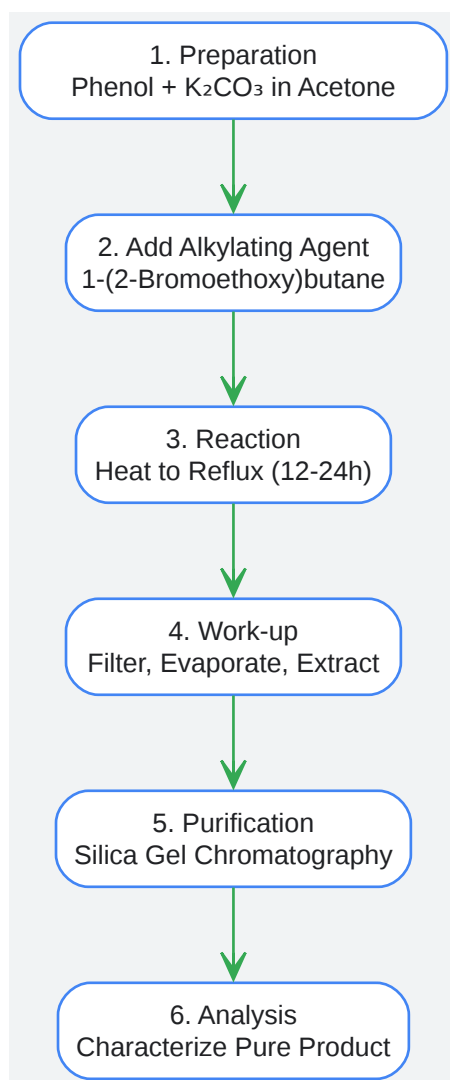 1. Preparation
Phenol + K₂CO₃ in Acetone
2. Add Alkylating Agent
1-(2-Bromoethoxy)butane
3. Reaction
Heat to Reflux (12-24h)
4. Work-up
Filter, Evaporate, Extract
5. Purification
Silica Gel Chromatography
6. Analysis
Characterize Pure Product